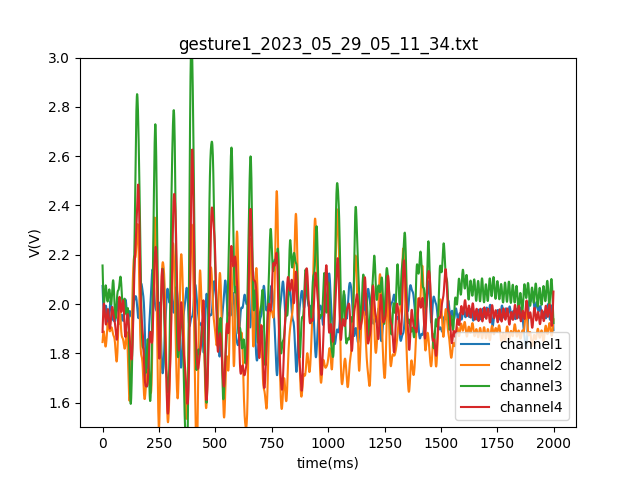 gesture1_2023_05_29_05_11_34.txt
V(V)
3.0
2.8
2.6
2.4
2.2
2.0
1.8
1.6
channel1
channel2
channel3
channel4
0 250 500 750 1000 1250 1500 1750 2000
time(ms)